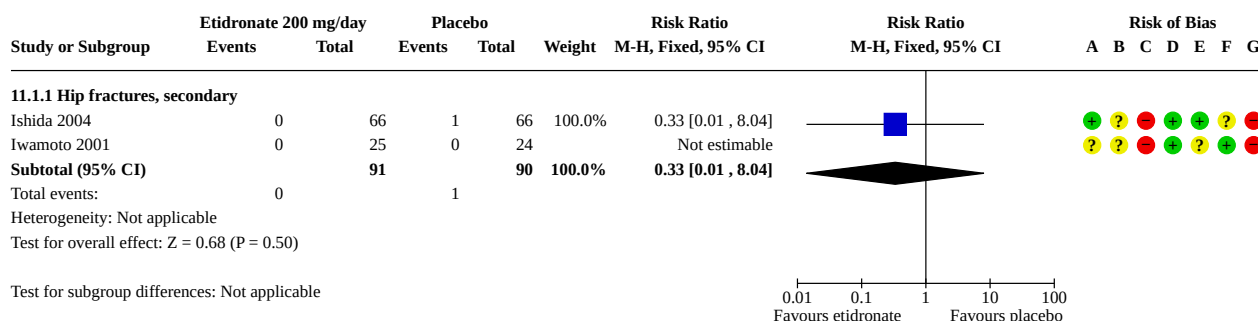 Etidronate 200 mg/day Placebo Risk Ratio Risk Ratio Risk of Bias
Study or Subgroup Events Total Events Total Weight M-H, Fixed, 95% CI M-H, Fixed, 95% CI A B C D E F G
11.1.1 Hip fractures, secondary
Ishida 2004 0 66 1 66 100.0% 0.33 [0.01 , 8.04] + ? − + + ? −
Iwamoto 2001 0 25 0 24 Not estimable ? ? − + ? + −
Subtotal (95% CI) 91 90 100.0% 0.33 [0.01 , 8.04]
Total events: 0 1
Heterogeneity: Not applicable
Test for overall effect: Z = 0.68 (P = 0.50)
Test for subgroup differences: Not applicable
0.01 0.1 1 10 100
Favours etidronate Favours placebo